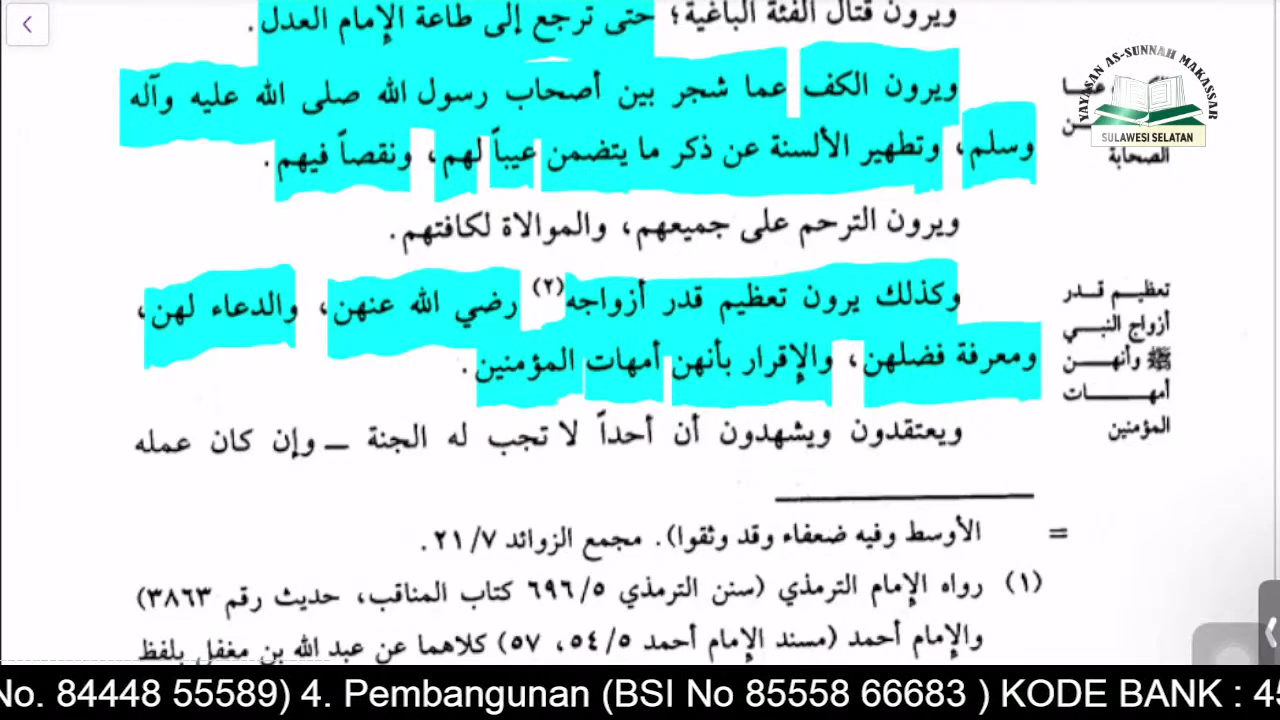 ويرون قتال الفئة الباغية؛ حتى ترجع إلى طاعة الإمام العدل.
ويرون الكف عما شجر بين أصحاب رسول الله صلى الله عليه وآله
وسلم، وتطهير الألسنة عن ذكر ما يتضمن عيباً لهم، ونقصاً فيهم.
ويرون الترحم على جميعهم، والموالاة لكافتهم.
وكذلك يرون تعظيم قدر أزواجه(٢) رضي الله عنهن، والدعاء لهن،
ومعرفة فضلهن، والإقرار بأنهن أمهات المؤمنين.
ويعتقدون ويشهدون أن أحداً لا تجب له الجنة ــ وإن كان عمله
الصحابة
تعظيم قدر
أزواج النبي
ﷺ وأنهن
أمهات
المؤمنين
= الأوسط وفيه ضعفاء وقد وثقوا). مجمع الزوائد ٢١/٧.
(١) رواه الإمام الترمذي (سنن الترمذي ٦٩٦/٥ كتاب المناقب، حديث رقم ٣٨٦٣)
والإمام أحمد (مسند الإمام أحمد ٥٤/٥، ٥٧) كلاهما عن عبد الله بن مغفل بلفظ
YAYASAN AS-SUNNAH MAKASSAR
SULAWESI SELATAN
No. 84448 55589) 4. Pembangunan (BSI No 85558 66683 ) KODE BANK : 45